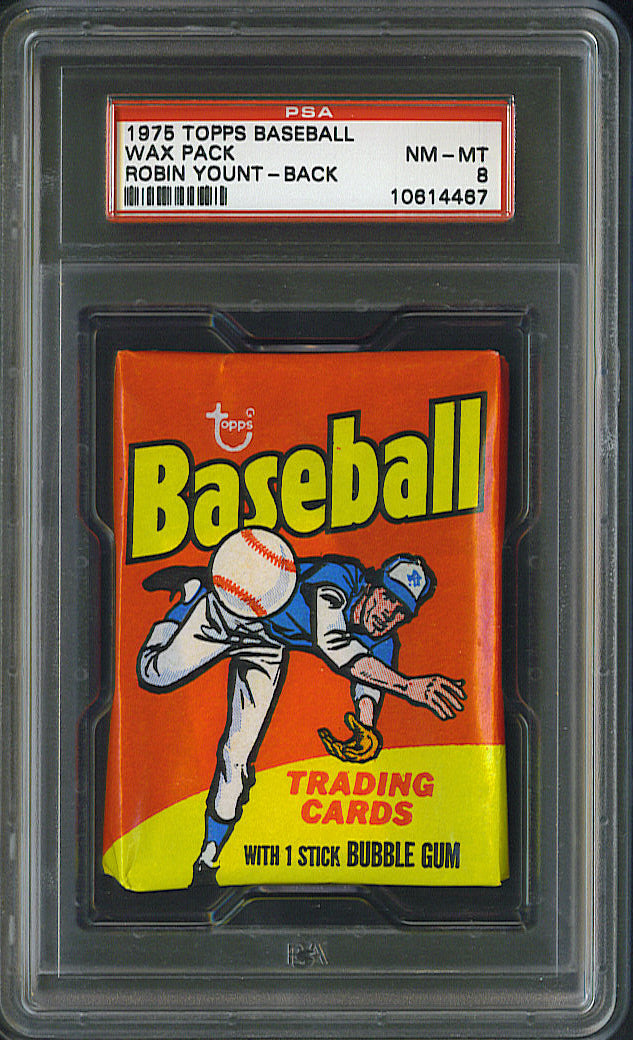 PSA
1975 TOPPS BASEBALL
WAX PACK NM-MT
ROBIN YOUNT-BACK 8
10614467
topps
Baseball
TRADING
CARDS
WITH 1 STICK BUBBLE GUM
PSA